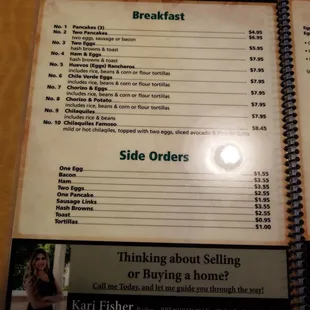 Breakfast
No. 1 Pancakes (3) $4.95
No. 2 Two Pancakes $6.95
two eggs, sausage or bacon
No. 3 Two Eggs $5.95
hash browns & toast
No. 4 Ham & Eggs $7.95
hash browns & toast
No. 5 Huevos (Eggs) Rancheros $7.95
includes rice, beans & corn or flour tortillas
No. 6 Chile Verde Eggs $7.95
includes rice, beans & corn or flour tortillas
No. 7 Chorizo & Eggs $7.95
includes rice, beans & corn or flour tortillas
No. 8 Chorizo & Potato $7.95
includes rice, beans & corn or flour tortillas
No. 9 Chilaquiles $7.95
includes rice & beans
No. 10 Chilaquiles Famoso $8.45
mild or hot chilaquiles, topped with two eggs, sliced avocado &
Side Orders
One Egg $1.55
Bacon $3.55
Ham $3.55
Two Eggs $2.55
One Pancake $2.55
Sausage Links $1.95
Hash Browns $3.55
Toast $2.55
Tortillas $0.95
$1.00
Thinking about Selling
or Buying a home?
Call me Today, and let me guide you through the way!
Kari Fisher